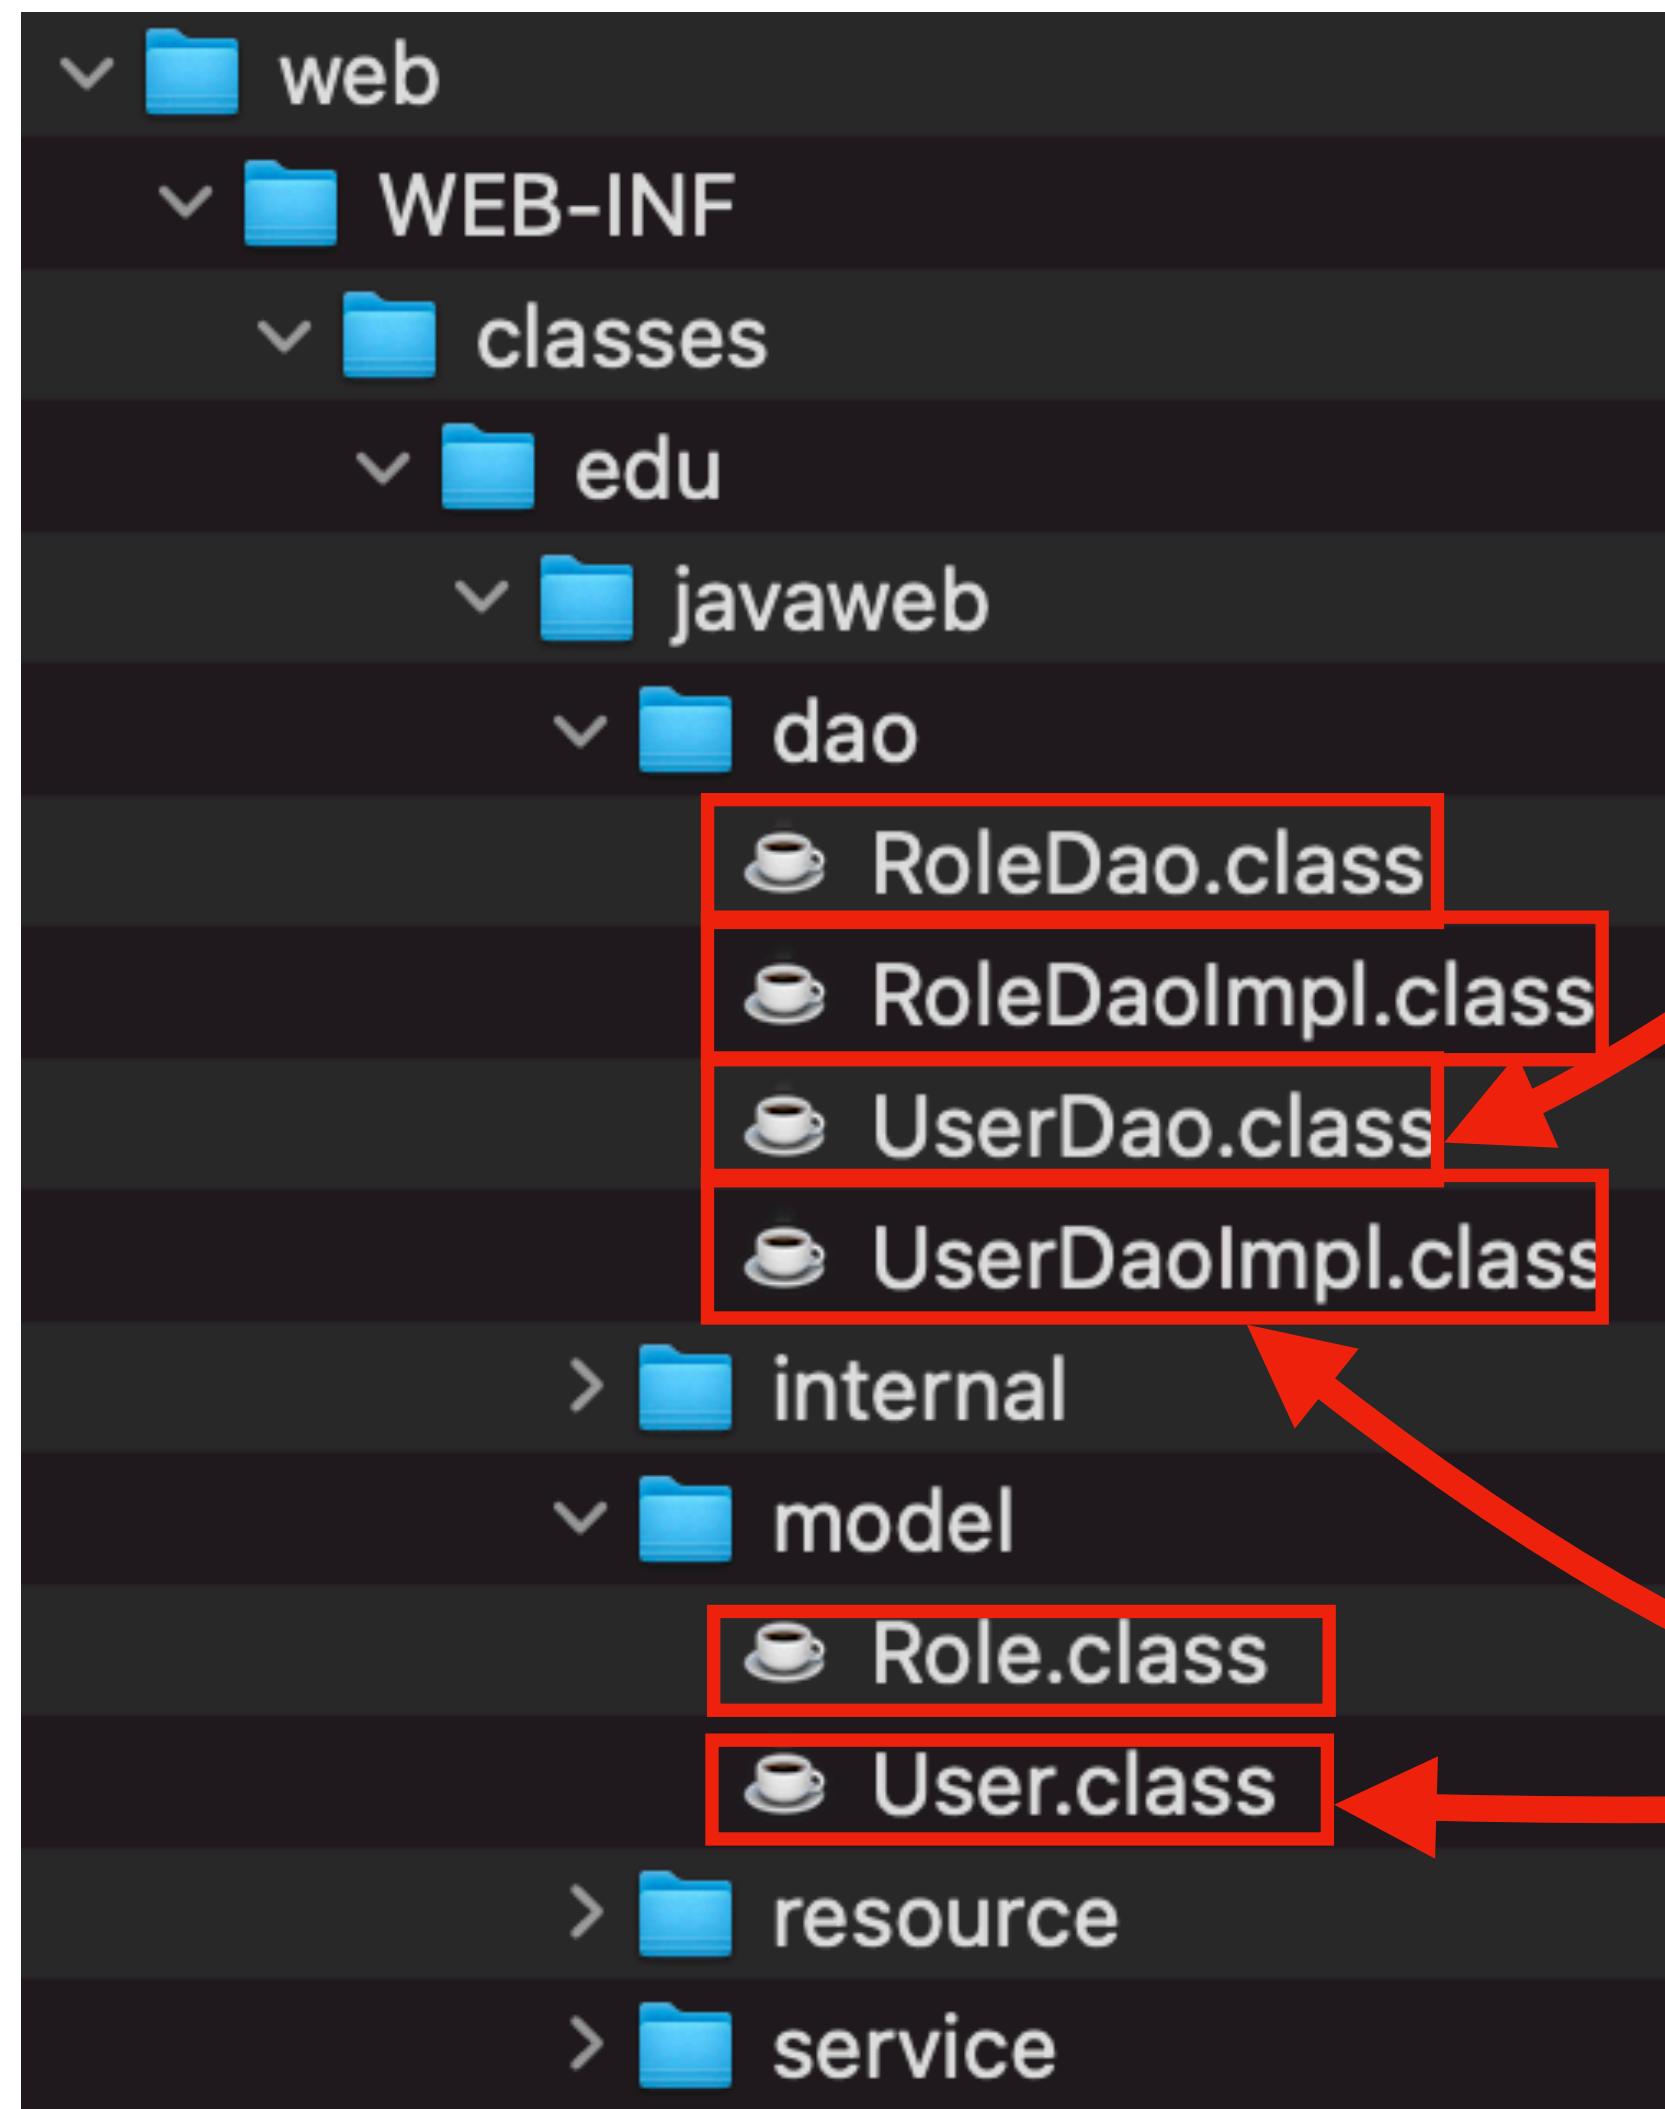 web
WEB-INF
classes
edu
javaweb
dao
RoleDao.class
RoleDaoImpl.class
UserDao.class
UserDaoImpl.class
internal
model
Role.class
User.class
resource
service